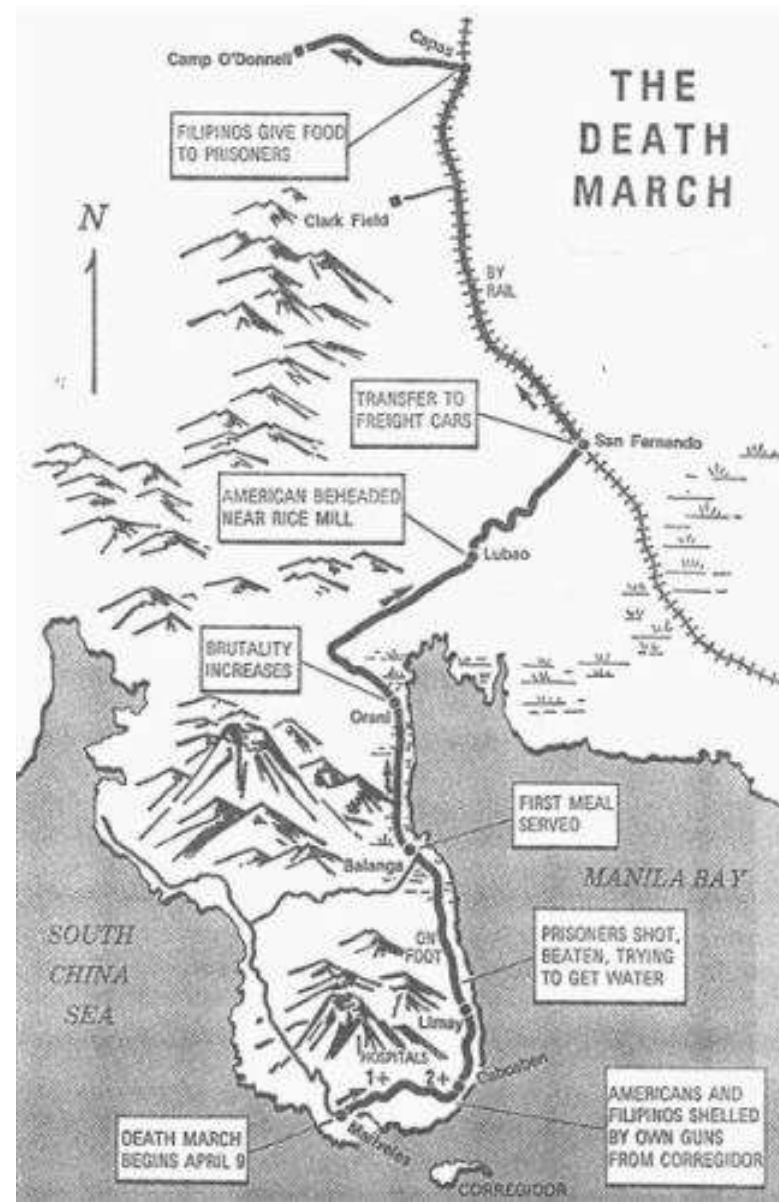 THE
DEATH
MARCH
Capas
Camp O'Donnell
FILIPINOS GIVE FOOD
TO PRISONERS
N
Clark Field
BY
RAIL
TRANSFER TO
FREIGHT CARS
San Fernando
AMERICAN BEHEADED
NEAR RICE MILL
Lubao
BRUTALITY
INCREASES
Orani
FIRST MEAL
SERVED
Balanga
MANILA BAY
SOUTH
CHINA
SEA
ON
FOOT
PRISONERS SHOT,
BEATEN, TRYING
TO GET WATER
Limay
HOSPITALS
1+ 2+
Cabcaben
AMERICANS AND
FILIPINOS SHELLED
BY OWN GUNS
FROM CORREGIDOR
DEATH MARCH
BEGINS APRIL 9
Mariveles
CORREGIDOR